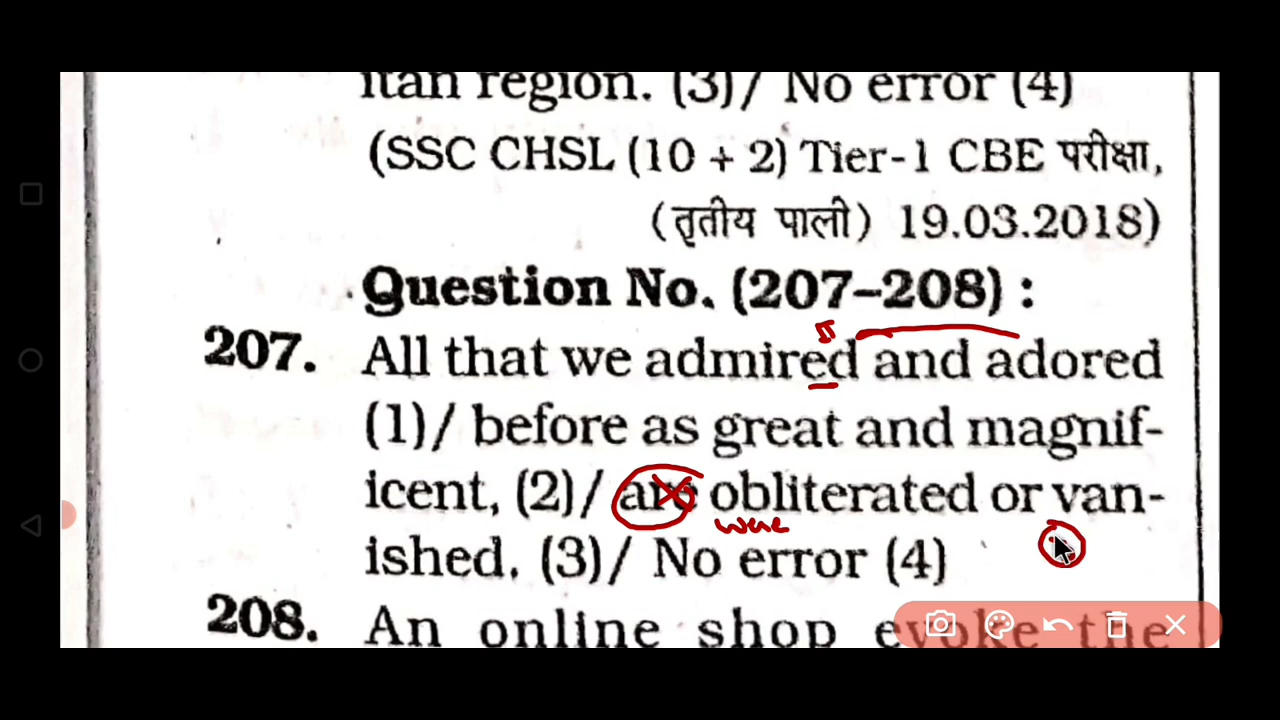 itan region. (3)/ No error (4)
(SSC CHSL (10 + 2) Tier-1 CBE परीक्षा,
(तृतीय पाली) 19.03.2018)
Question No. (207–208) :
207. All that we admired and adored
(1)/ before as great and magnif-
icent, (2)/ are obliterated or van-
were
ished. (3)/ No error (4)
208. An online shop evoke the